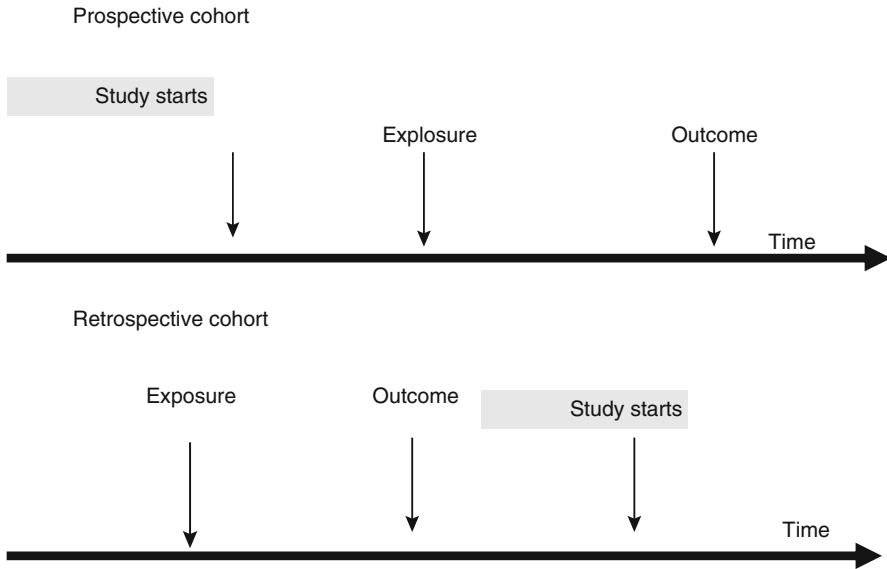 Prospective cohort
Study starts
Explosure
Outcome
Time
Retrospective cohort
Exposure
Outcome
Study starts
Time